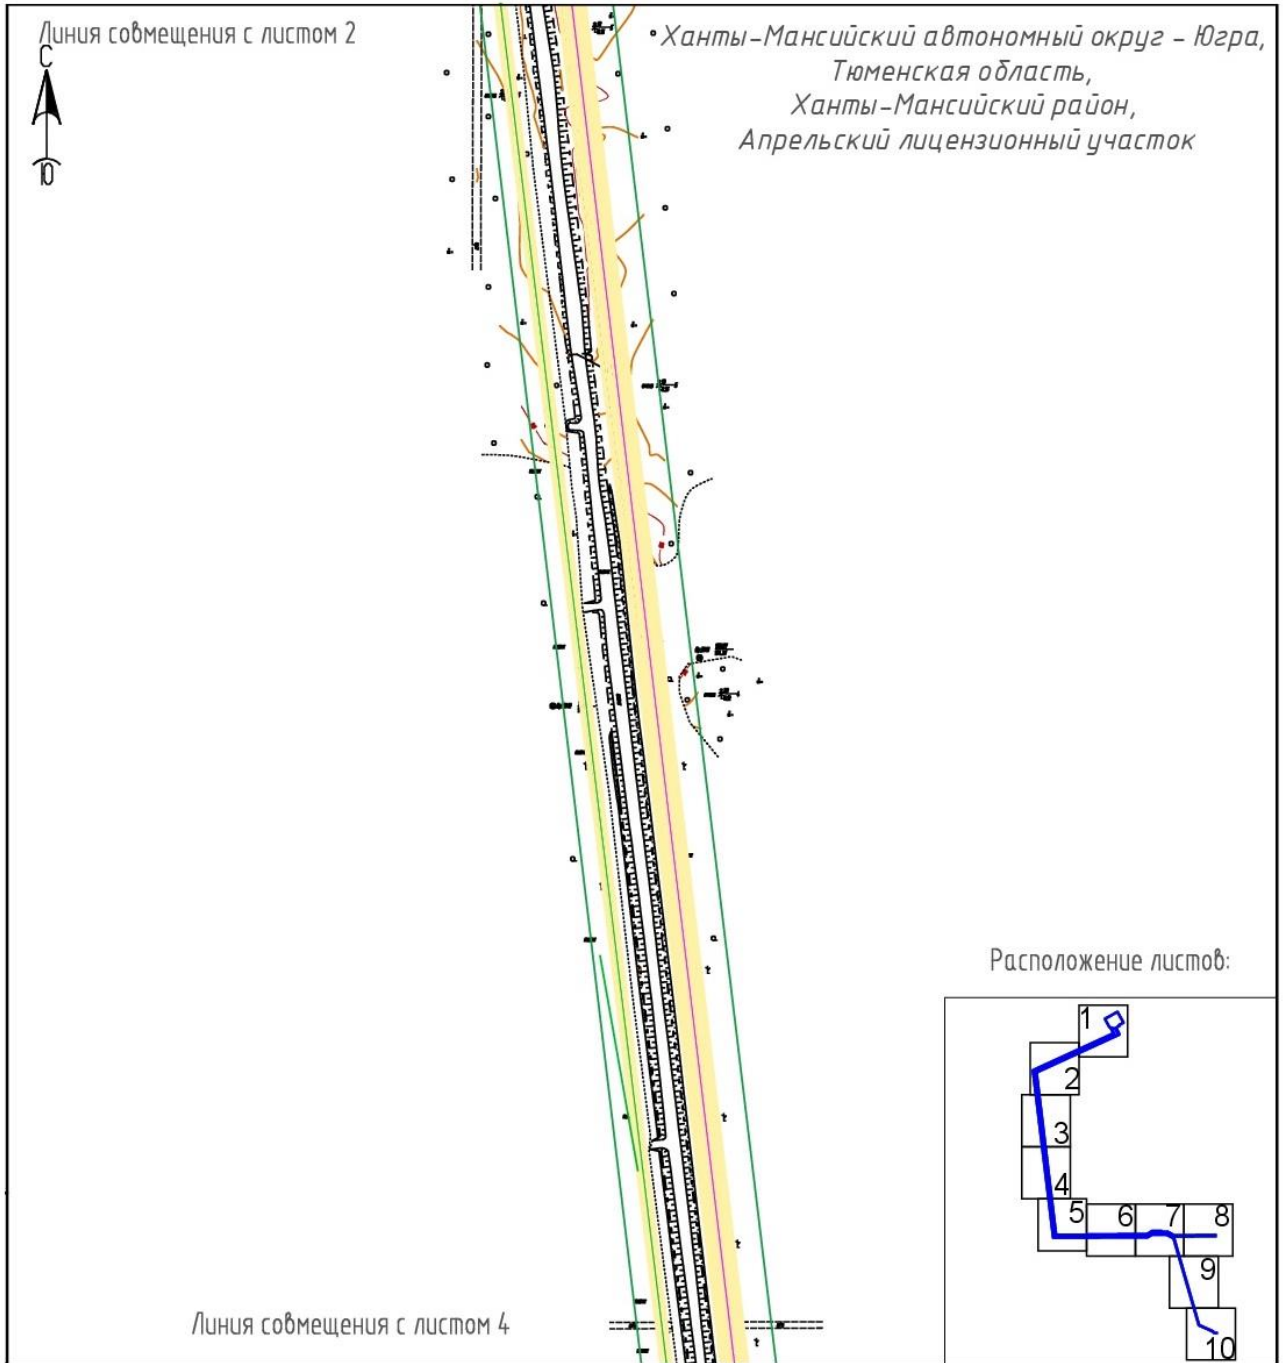 Линия совмещения с листом 2
С
Ю
Ханты-Мансийский автономный округ - Югра,
Тюменская область,
Ханты-Мансийский район,
Апрельский лицензионный участок
Расположение листов:
1
2
3
4
5 6 7 8
9
10
Линия совмещения с листом 4